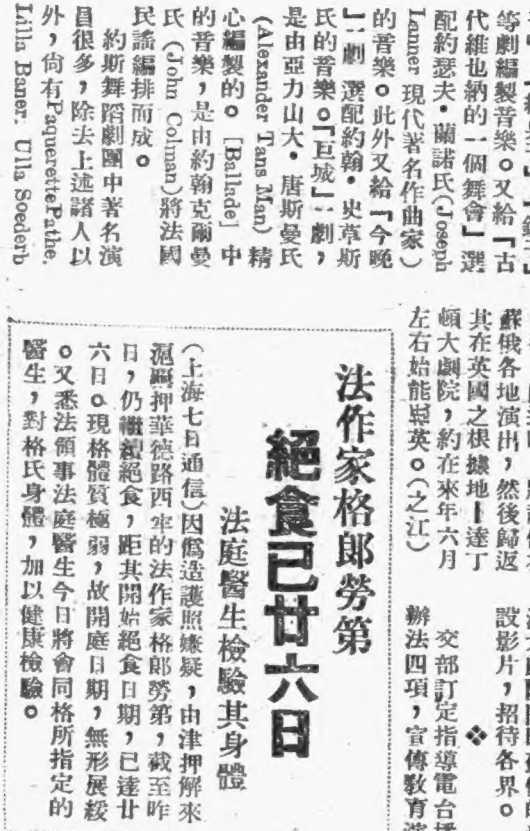 等劇編製音樂。又給『古
代維也納的一個舞會』選
配約瑟夫·蘭諾氏(Joseph
Lanner 現代著名作曲家)
的音樂。此外又給『今晚
』一劇 選配約翰·史草斯
氏的音樂。『巨城』一劇,
是由亞力山大·唐斯曼氏
(Alexander Tans Man) 精
心編製的。 [Ballade] 中
的音樂,是由約翰克爾曼
氏 (John Colman) 將法國
民謠編排而成。
約斯舞蹈劇團中著名演
員很多,除去上述諸人以
外,尚有Paquerette Pathe.
Lilla Baner. Ulla Soederb
蘇俄各地演出,然後歸返
其在英國之根據地—達丁
頓大劇院,約在來年六月
左右始能與英。(之江)
設影片,招待各界。
❖
交部訂定指導電台播
辦法四項,宣傳教育
法作家格郎勞第
絕食已廿六日
法庭醫生檢驗其身體
(上海七日通信)因僞造護照嫌疑,由津押解來
滬羈押華德路西牢的法作家格郎勞第,截至昨
日,仍繼續絕食,距其開始絕食日期,已達廿
六日。現格體質極弱,故開庭日期,無形展緩
。又悉法領事法庭醫生今日將會同格所指定的
醫生,對格氏身體,加以健康檢驗。